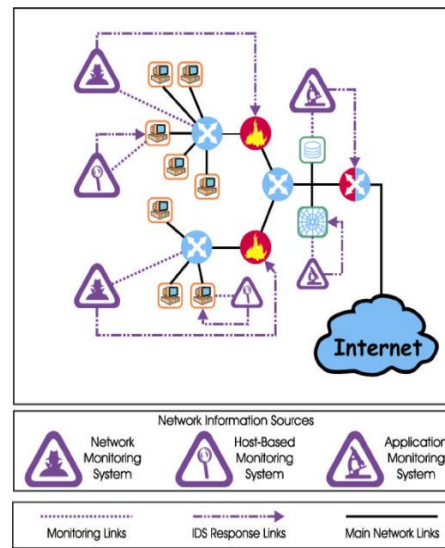 Internet
Network Information Sources
Network
Monitoring
System
Host-Based
Monitoring
System
Application
Monitoring
System
Monitoring Links
IDS Response Links
Main Network Links